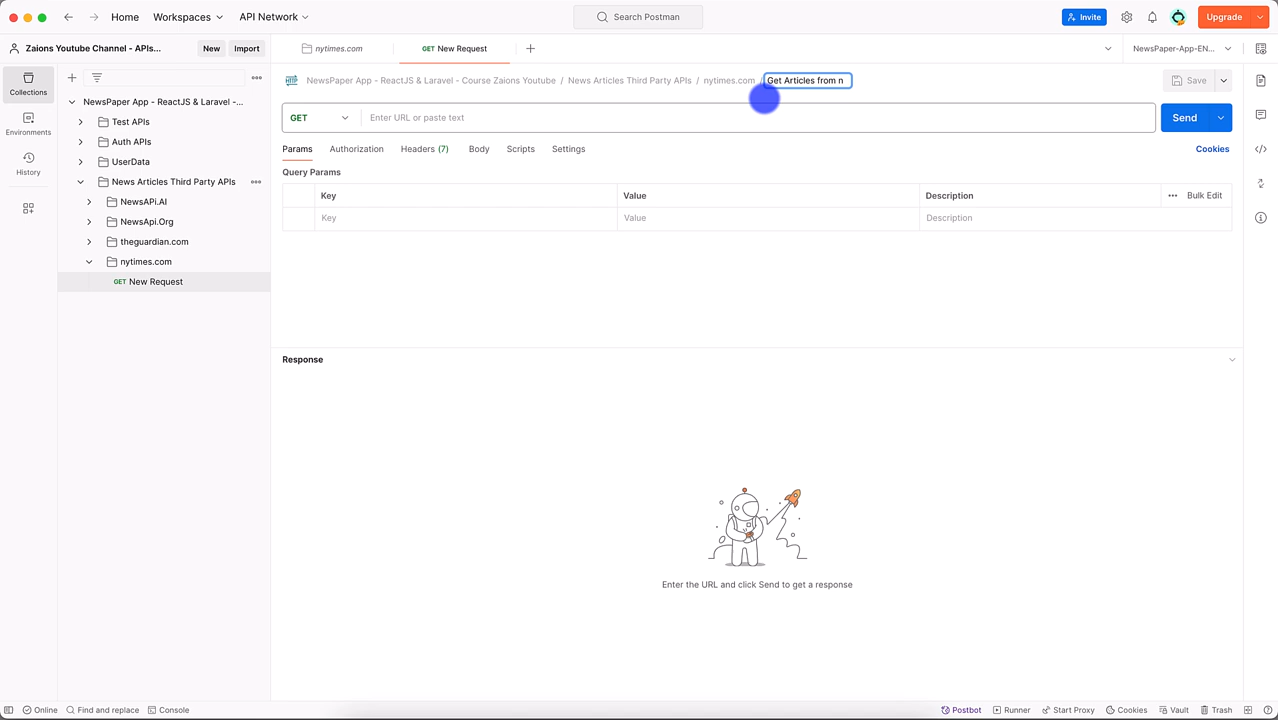 Home Workspaces API Network Search Postman Invite Upgrade
Zaions Youtube Channel - APIs... New Import nytimes.com GET New Request NewsPaper-App-EN...
Collections
Environments
History
NewsPaper App - ReactJS & Laravel -...
Test APIs
Auth APIs
UserData
News Articles Third Party APIs
NewsAPi.AI
NewsApi.Org
theguardian.com
nytimes.com
GET New Request
HTTP NewsPaper App - ReactJS & Laravel - Course Zaions Youtube / News Articles Third Party APIs / nytimes.com / Get Articles from n Save
GET Enter URL or paste text Send
Params Authorization Headers (7) Body Scripts Settings Cookies
Query Params
Key Value Description Bulk Edit
Key Value Description
Response
Enter the URL and click Send to get a response
Online Find and replace Console Postbot Runner Start Proxy Cookies Vault Trash